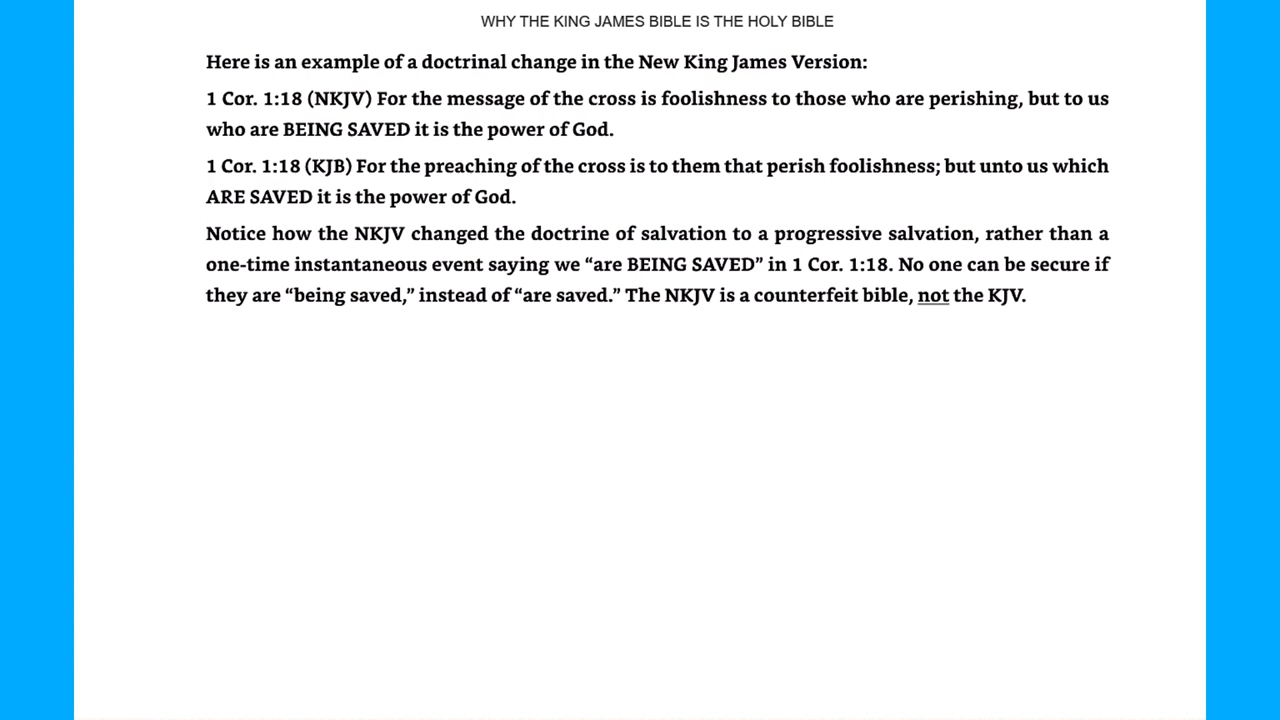 WHY THE KING JAMES BIBLE IS THE HOLY BIBLE
Here is an example of a doctrinal change in the New King James Version:
1 Cor. 1:18 (NKJV) For the message of the cross is foolishness to those who are perishing, but to us
who are BEING SAVED it is the power of God.
1 Cor. 1:18 (KJB) For the preaching of the cross is to them that perish foolishness; but unto us which
ARE SAVED it is the power of God.
Notice how the NKJV changed the doctrine of salvation to a progressive salvation, rather than a
one-time instantaneous event saying we “are BEING SAVED” in 1 Cor. 1:18. No one can be secure if
they are “being saved,” instead of “are saved.” The NKJV is a counterfeit bible, not the KJV.